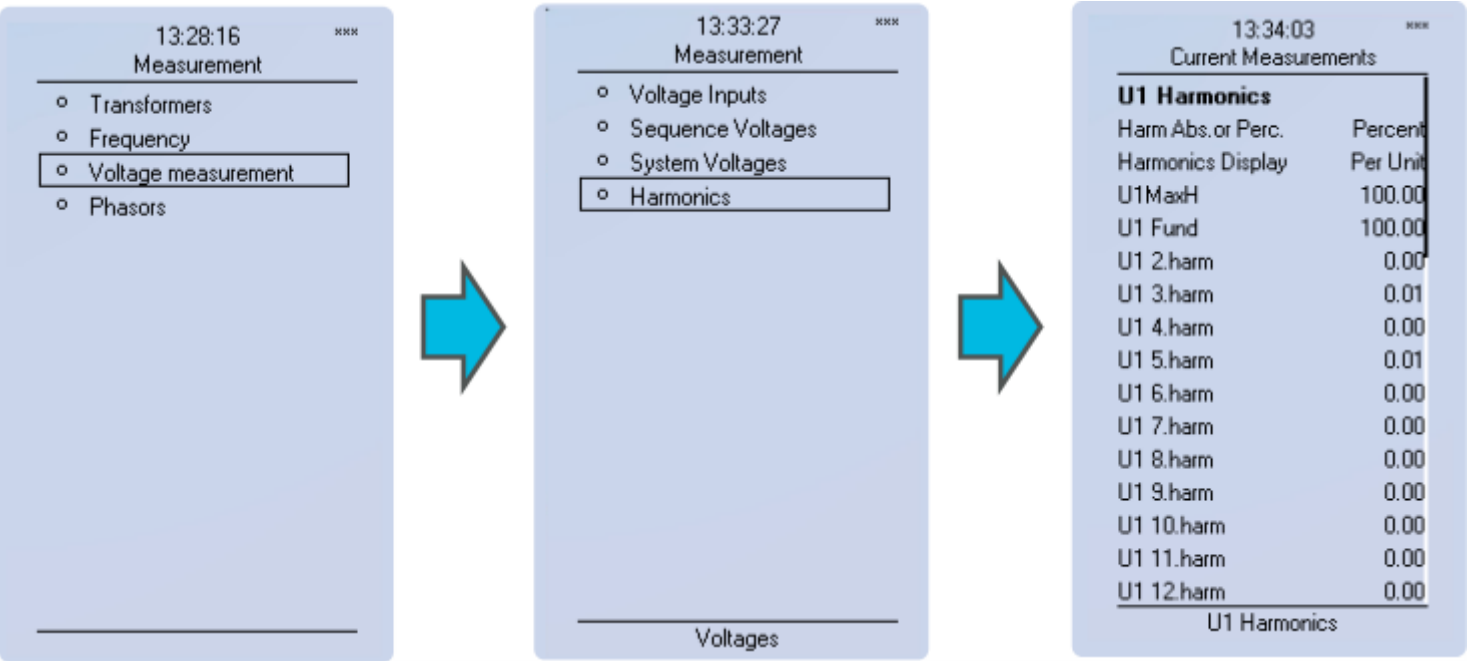 13:28:16 ×××
Measurement
Transformers
Frequency
Voltage measurement
Phasors
13:33:27 ×××
Measurement
Voltage Inputs
Sequence Voltages
System Voltages
Harmonics
Voltages
13:34:03 ×××
Current Measurements
U1 Harmonics
Harm Abs.or Perc. Percent
Harmonics Display Per Unit
U1MaxH 100.00
U1 Fund 100.00
U1 2.harm 0.00
U1 3.harm 0.01
U1 4.harm 0.00
U1 5.harm 0.01
U1 6.harm 0.00
U1 7.harm 0.00
U1 8.harm 0.00
U1 9.harm 0.00
U1 10.harm 0.00
U1 11.harm 0.00
U1 12.harm 0.00
U1 Harmonics